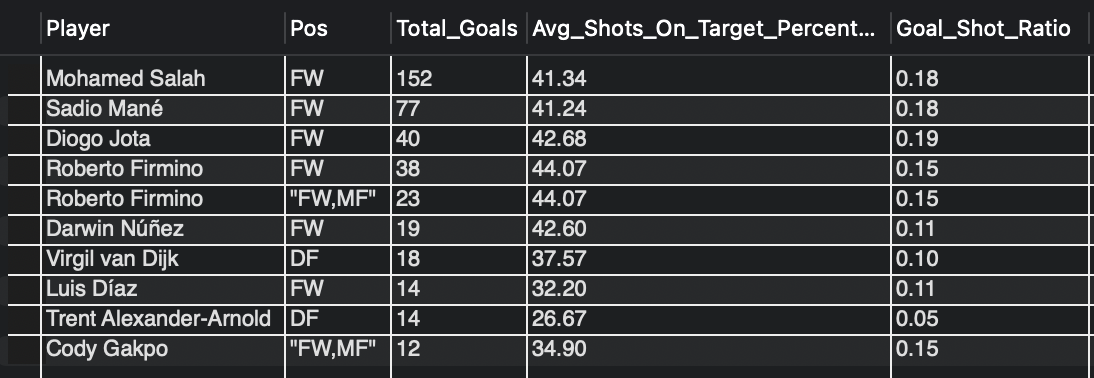 Player Pos Total_Goals Avg_Shots_On_Target_Percent... Goal_Shot_Ratio
Mohamed Salah FW 152 41.34 0.18
Sadio Mané FW 77 41.24 0.18
Diogo Jota FW 40 42.68 0.19
Roberto Firmino FW 38 44.07 0.15
Roberto Firmino "FW,MF" 23 44.07 0.15
Darwin Núñez FW 19 42.60 0.11
Virgil van Dijk DF 18 37.57 0.10
Luis Díaz FW 14 32.20 0.11
Trent Alexander-Arnold DF 14 26.67 0.05
Cody Gakpo "FW,MF" 12 34.90 0.15